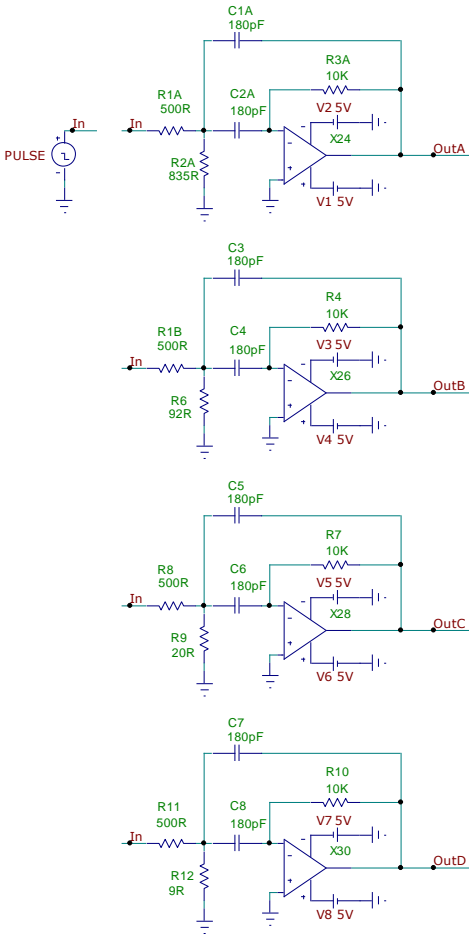 C1A
180pF
R3A
10K
R1A
500R
C2A
180pF
V2 5V
X24
In
In
PULSE
R2A
835R
OutA
V1 5V
C3
180pF
R4
10K
R1B
500R
C4
180pF
V3 5V
X26
In
R6
92R
OutB
V4 5V
C5
180pF
R7
10K
R8
500R
C6
180pF
V5 5V
X28
In
R9
20R
OutC
V6 5V
C7
180pF
R10
10K
R11
500R
C8
180pF
V7 5V
X30
In
R12
9R
OutD
V8 5V